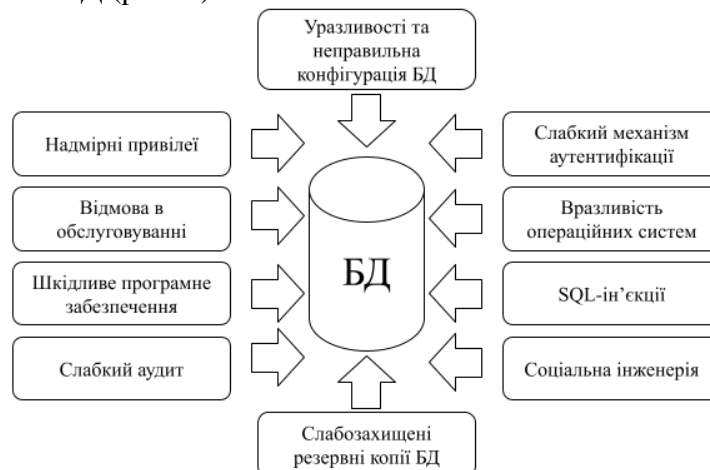 Уразливості та
неправильна
конфігурація БД
Надмірні привілеї
Слабкий механізм
аутентифікації
Відмова в
обслуговуванні
Вразливість
операційних систем
БД
Шкідливе програмне
забезпечення
SQL-ін’єкції
Слабкий аудит
Соціальна інженерія
Слабозахищені
резервні копії БД